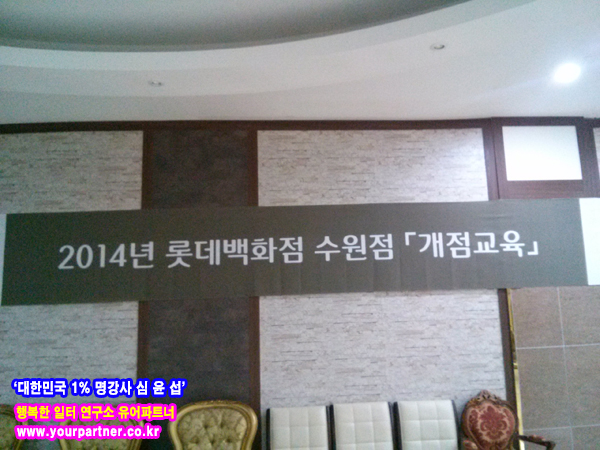 2014년 롯데백화점 수원점 「개점교육」
‘대한민국 1% 명강사 심 윤 섭’
행복한 일터 연구소 유어파트너
www.yourpartner.co.kr